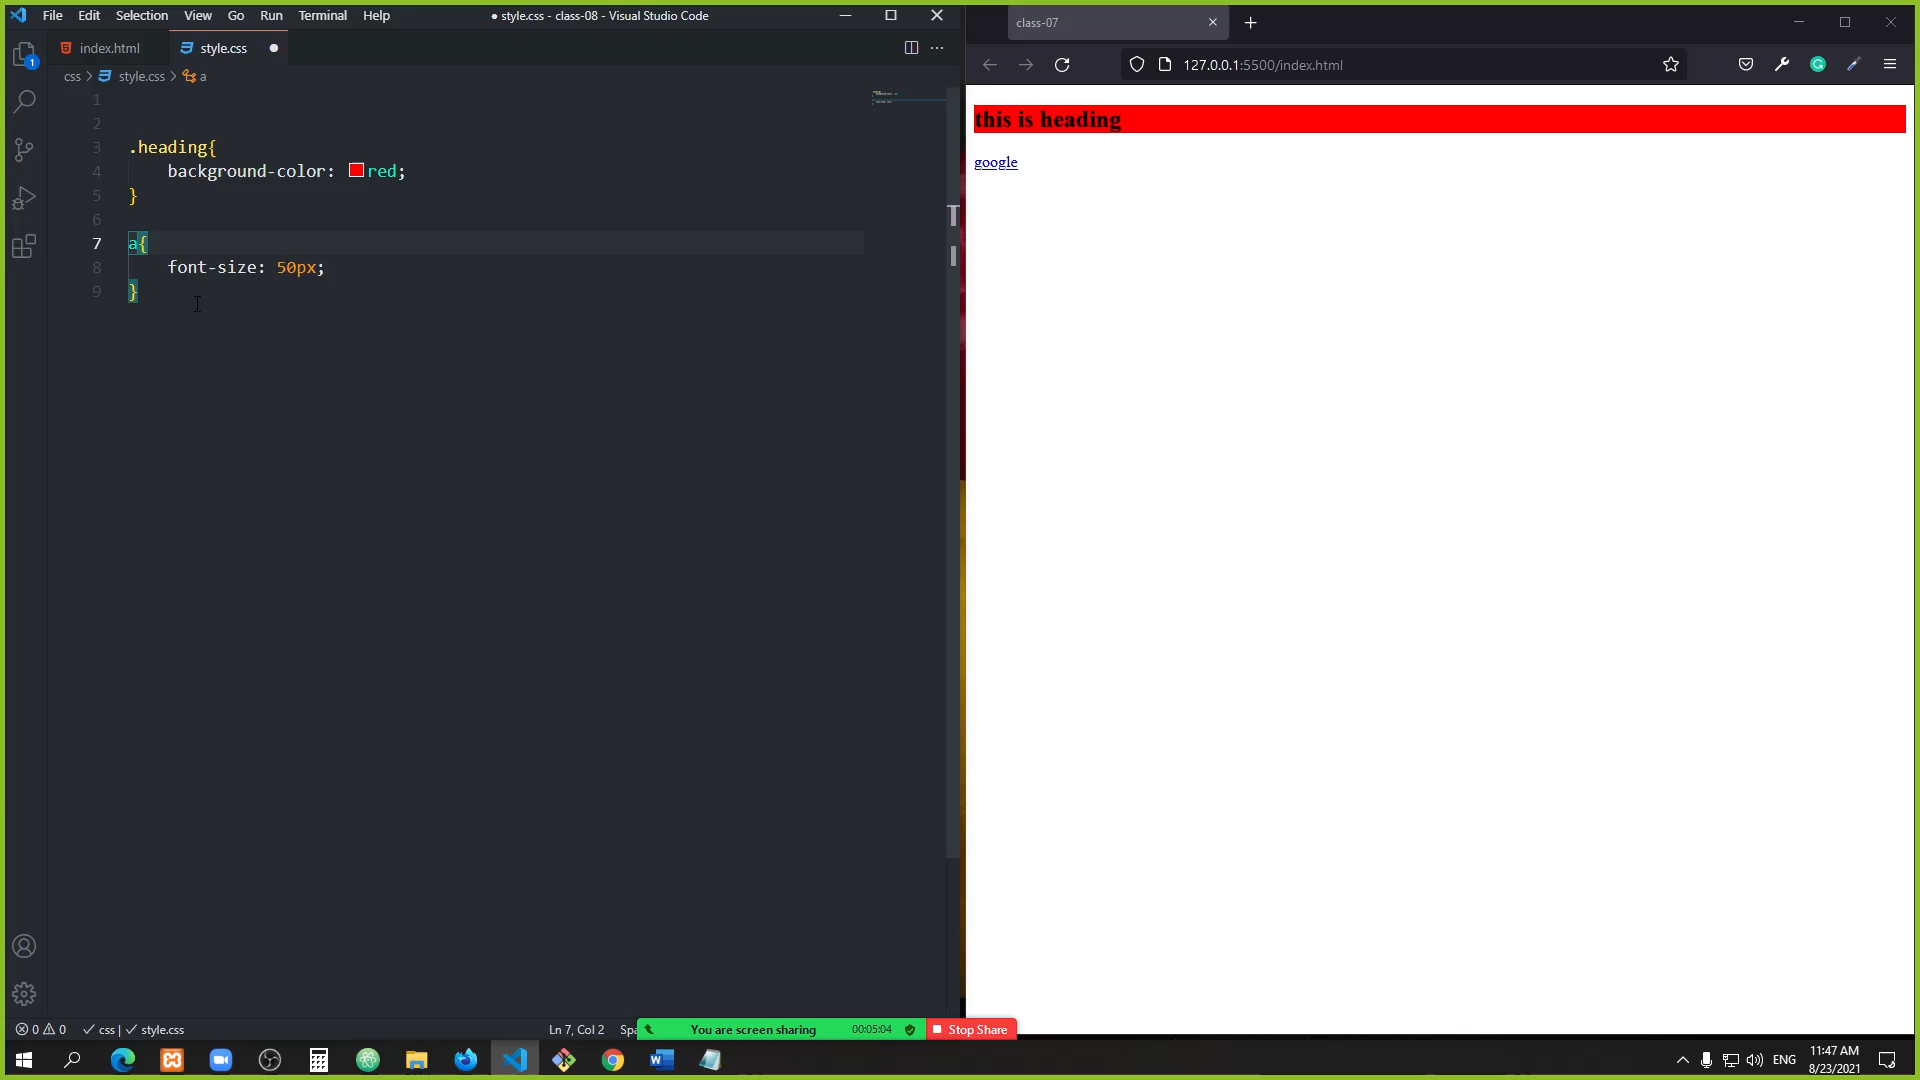 File Edit Selection View Go Run Terminal Help
● style.css - class-08 - Visual Studio Code
index.html
style.css ●
css > style.css > a
1
2
3 .heading{
4 background-color: red;
5 }
6
7 a{
8 font-size: 50px;
9 }
1
0 0
css | style.css
Ln 7, Col 2
Spa
You are screen sharing 00:05:04
Stop Share
class-07
127.0.0.1:5500/index.html
this is heading
google
ENG
11:47 AM
8/23/2021